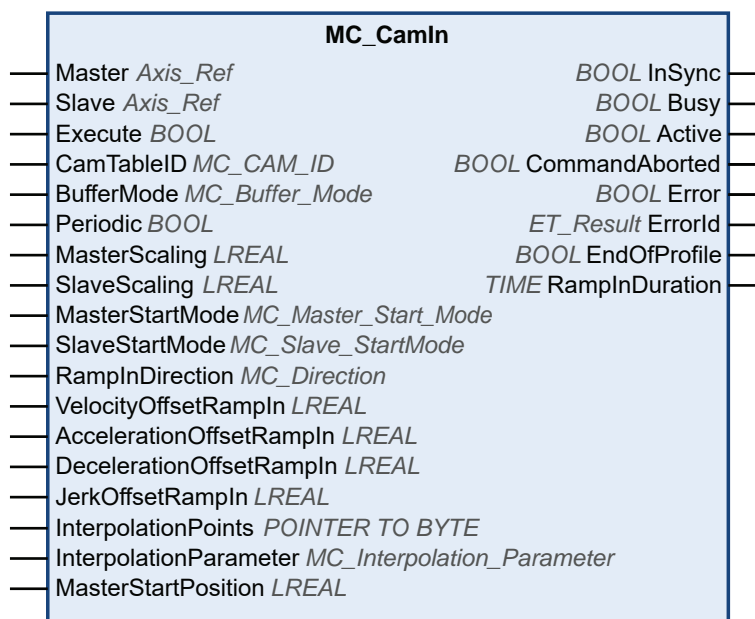 MC_CamIn
Master Axis_Ref BOOL InSync
Slave Axis_Ref BOOL Busy
Execute BOOL BOOL Active
CamTableID MC_CAM_ID BOOL CommandAborted
BufferMode MC_Buffer_Mode BOOL Error
Periodic BOOL ET_Result ErrorId
MasterScaling LREAL BOOL EndOfProfile
SlaveScaling LREAL TIME RampInDuration
MasterStartMode MC_Master_Start_Mode
SlaveStartMode MC_Slave_StartMode
RampInDirection MC_Direction
VelocityOffsetRampIn LREAL
AccelerationOffsetRampIn LREAL
DecelerationOffsetRampIn LREAL
JerkOffsetRampIn LREAL
InterpolationPoints POINTER TO BYTE
InterpolationParameter MC_Interpolation_Parameter
MasterStartPosition LREAL